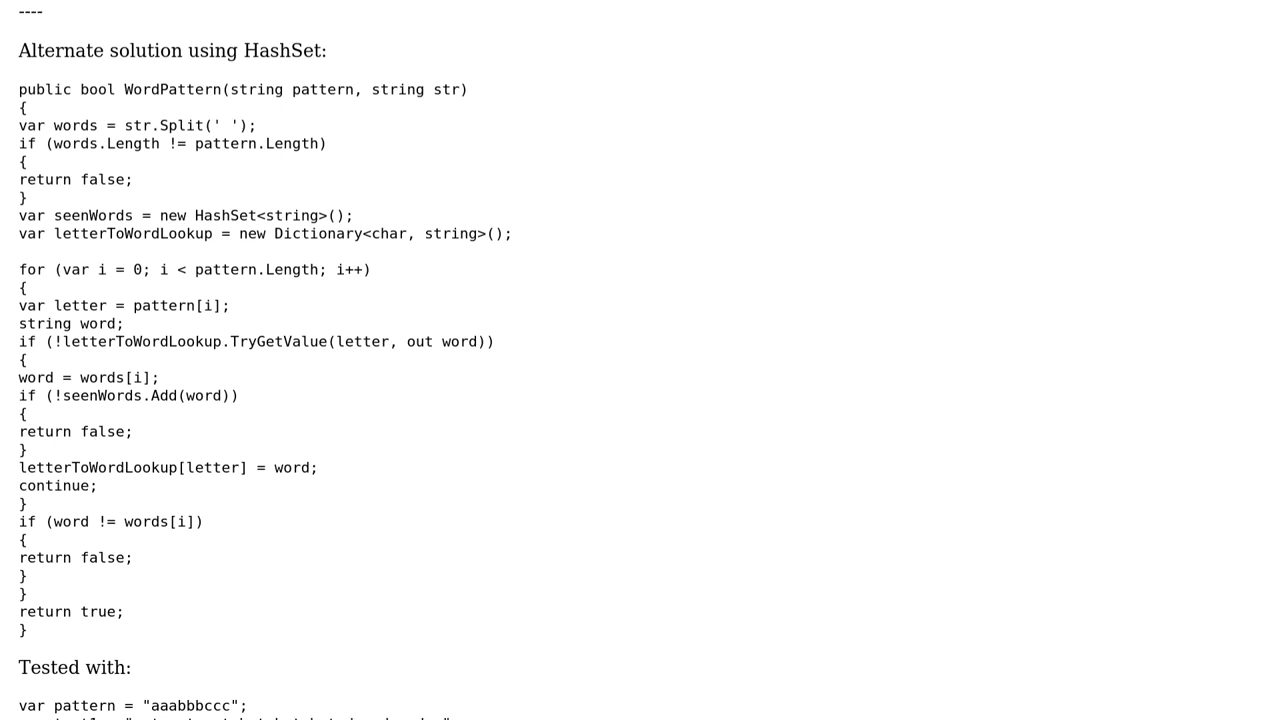 ----
Alternate solution using HashSet:
public bool WordPattern(string pattern, string str)
{
var words = str.Split(' ');
if (words.Length != pattern.Length)
{
return false;
}
var seenWords = new HashSet<string>();
var letterToWordLookup = new Dictionary<char, string>();
for (var i = 0; i < pattern.Length; i++)
{
var letter = pattern[i];
string word;
if (!letterToWordLookup.TryGetValue(letter, out word))
{
word = words[i];
if (!seenWords.Add(word))
{
return false;
}
letterToWordLookup[letter] = word;
continue;
}
if (word != words[i])
{
return false;
}
}
return true;
}
Tested with:
var pattern = "aaabbbccc";